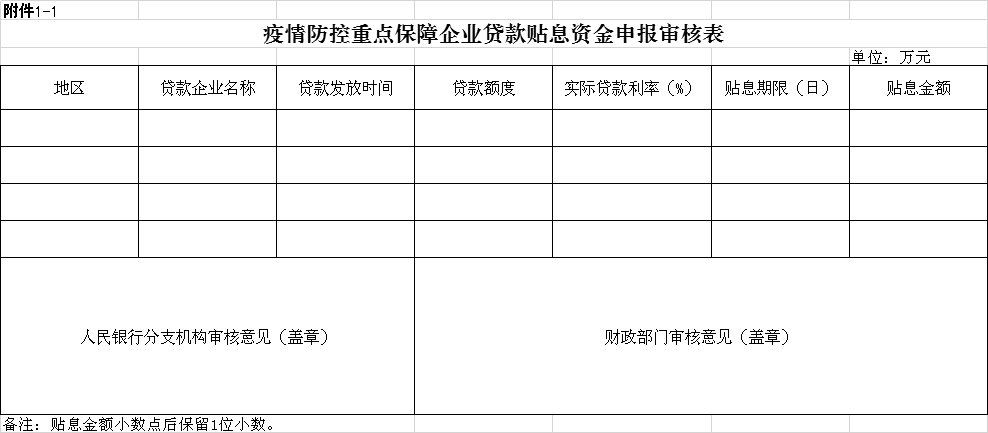 附件1-1
疫情防控重点保障企业贷款贴息资金申报审核表
单位：万元
地区 贷款企业名称 贷款发放时间 贷款额度 实际贷款利率（%） 贴息期限（日） 贴息金额
人民银行分支机构审核意见（盖章） 财政部门审核意见（盖章）
备注：贴息金额小数点后保留1位小数。